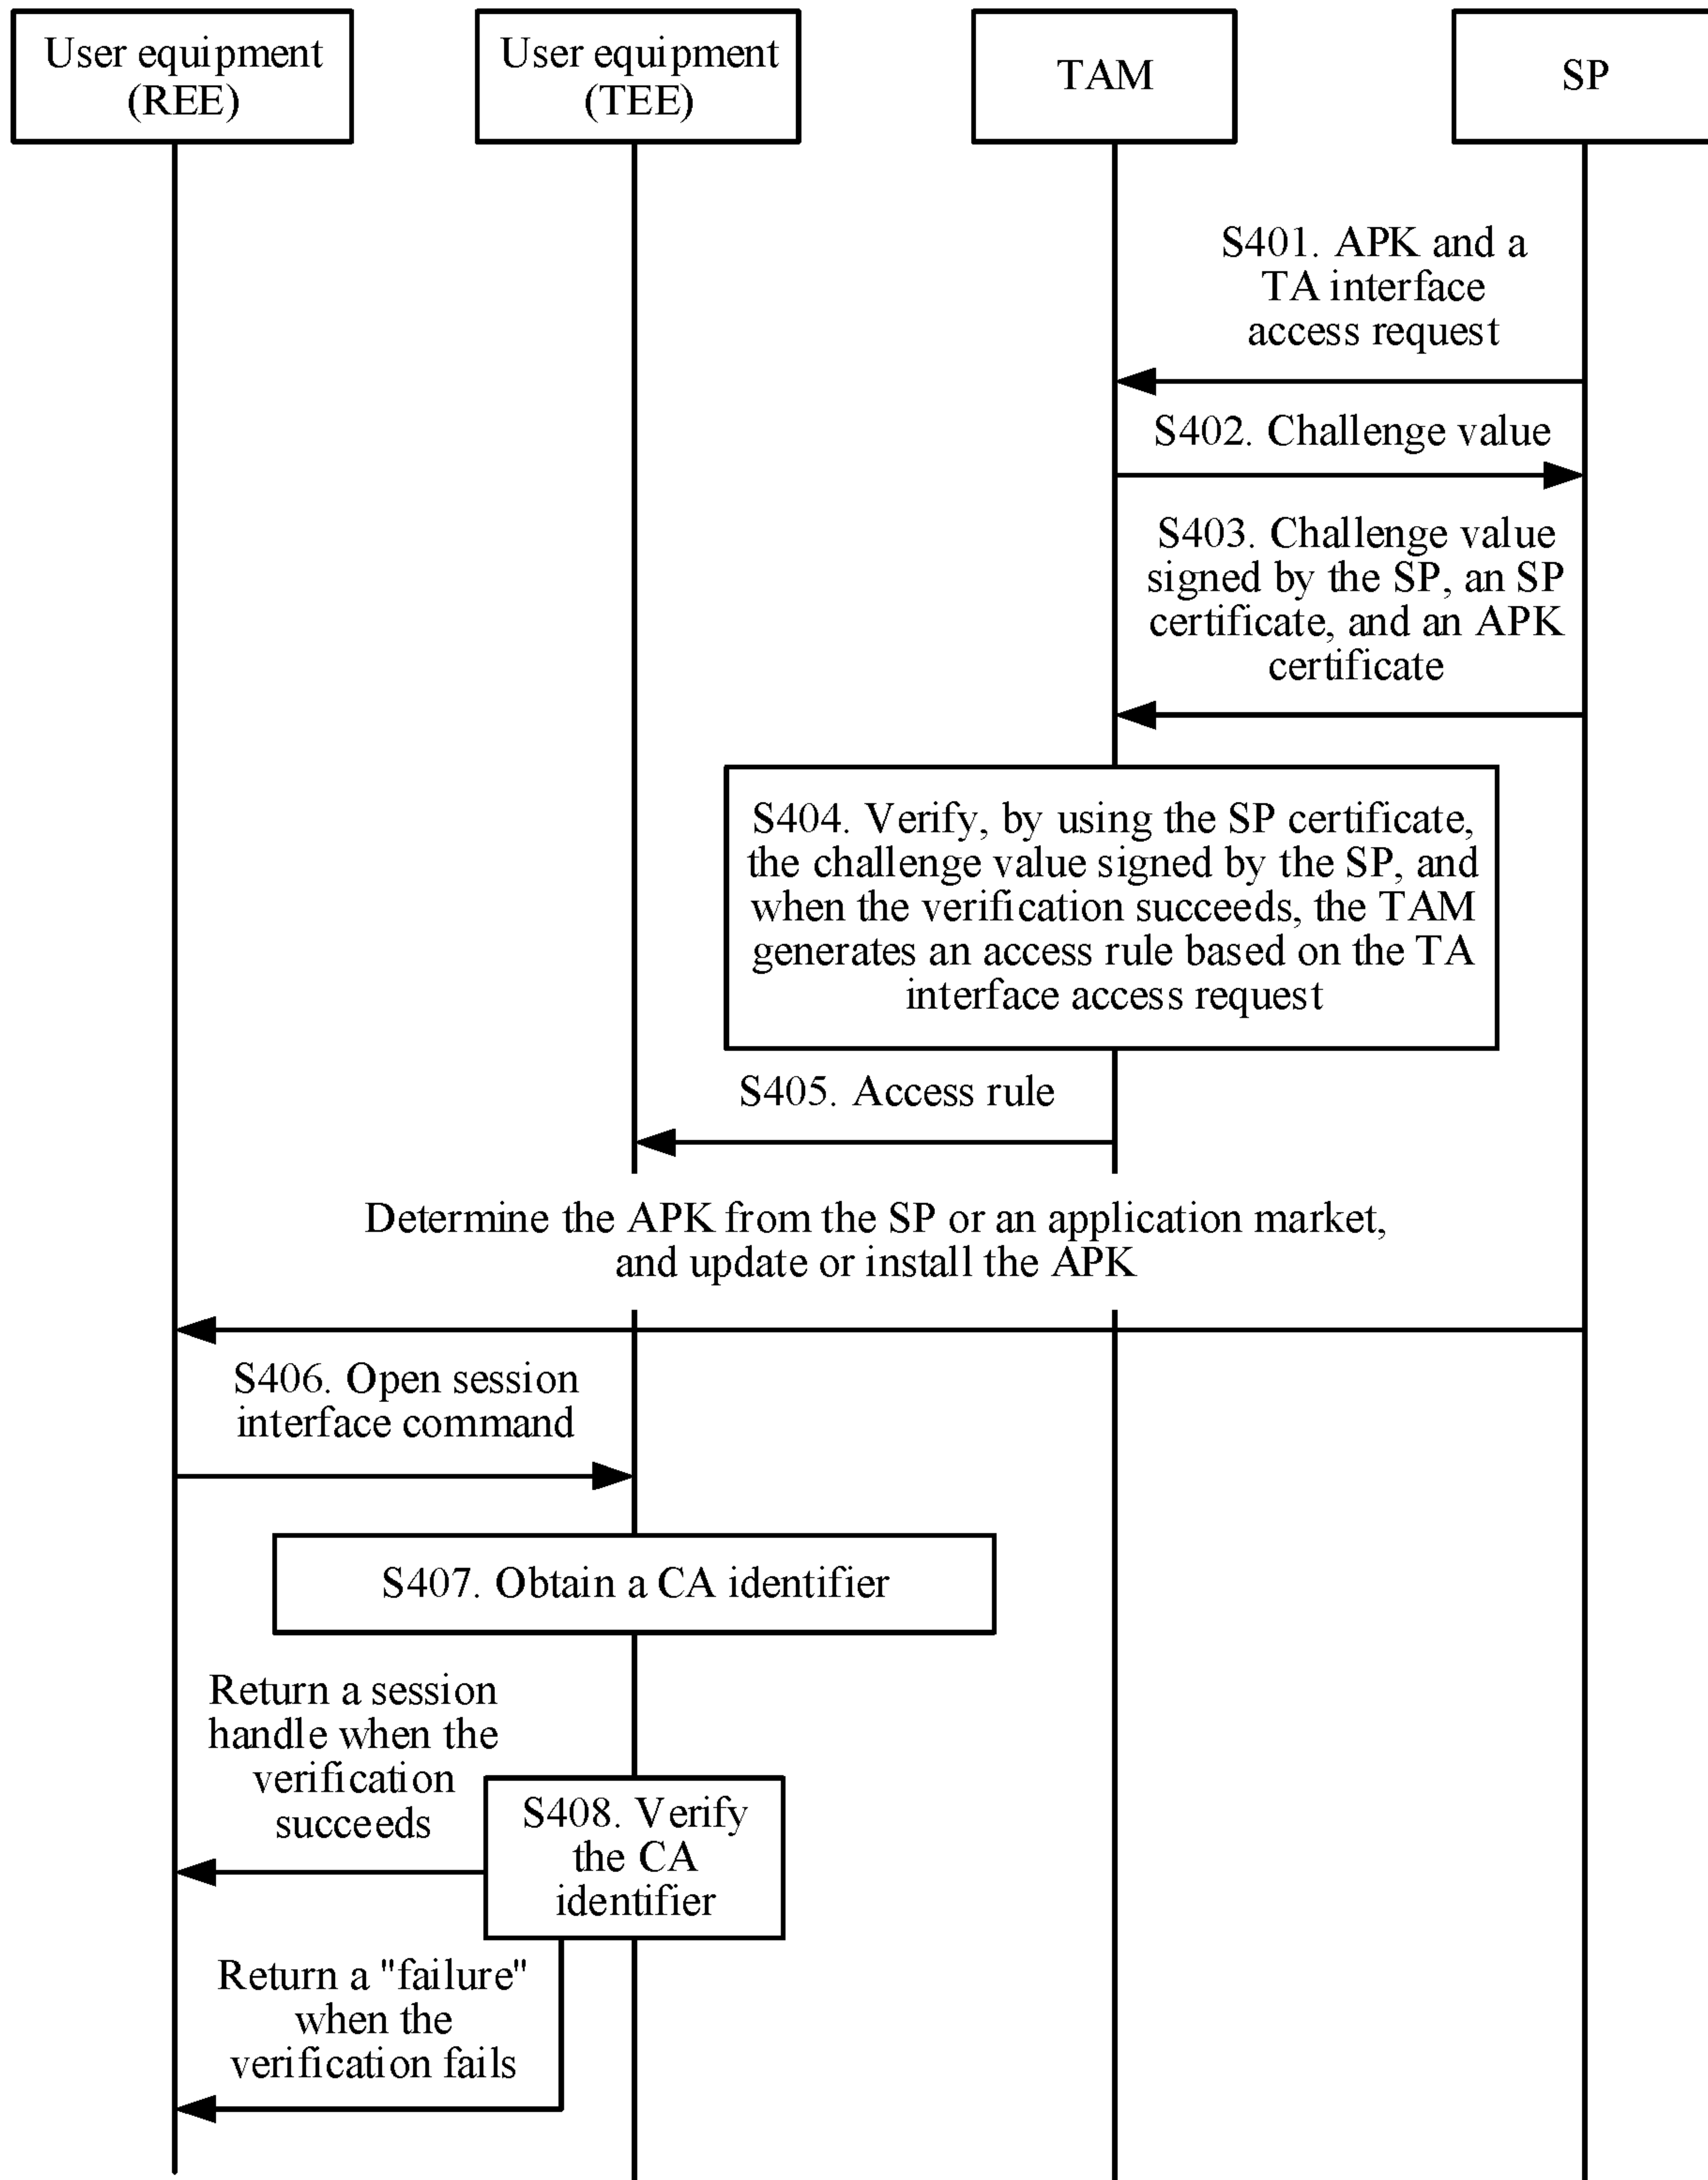 User equipment
(REE)
User equipment
(TEE)
TAM
SP
S401. APK and a
TA interface
access request
S402. Challenge value
S403. Challenge value
signed by the SP, an SP
certificate, and an APK
certificate
S404. Verify, by using the SP certificate,
the challenge value signed by the SP, and
when the verification succeeds, the TAM
generates an access rule based on the TA
interface access request
S405. Access rule
Determine the APK from the SP or an application market,
and update or install the APK
S406. Open session
interface command
S407. Obtain a CA identifier
Return a session
handle when the
verification
succeeds
S408. Verify
the CA
identifier
Return a "failure"
when the
verification fails